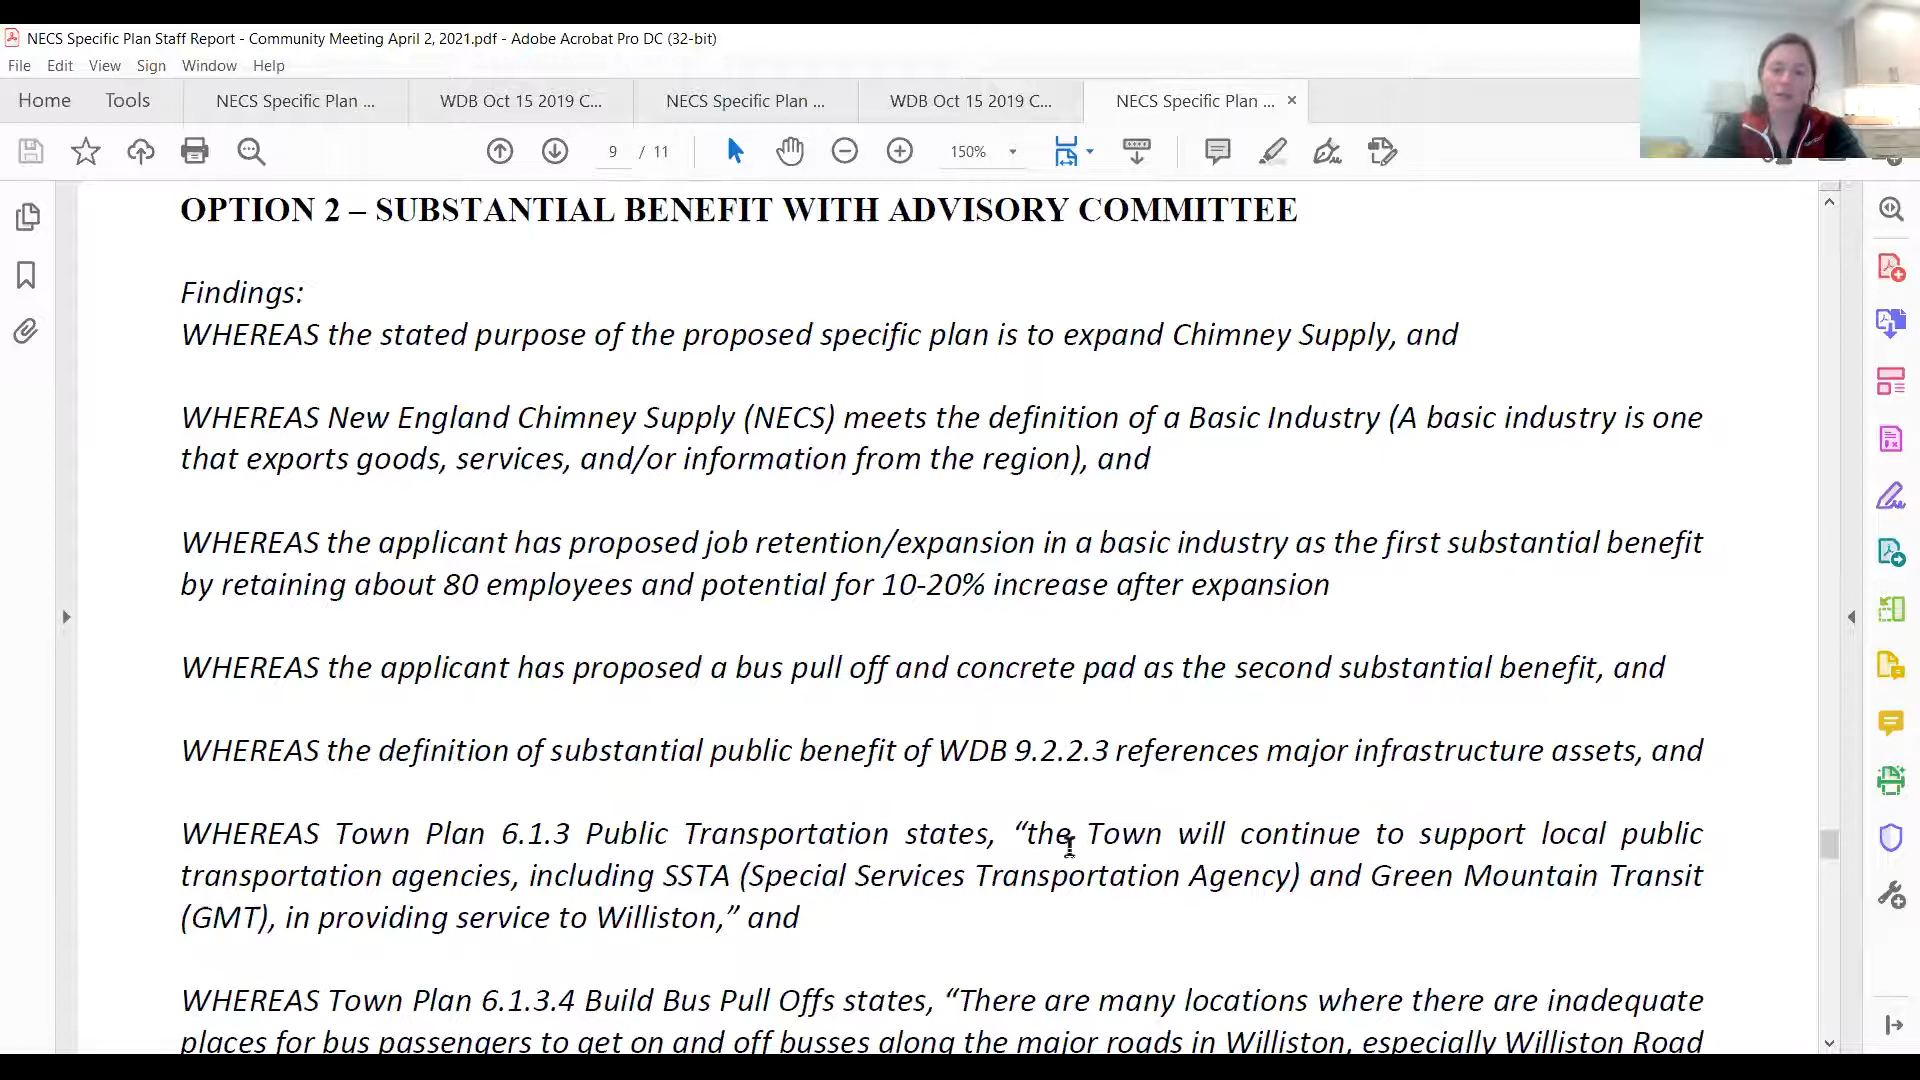 NECS Specific Plan Staff Report - Community Meeting April 2, 2021.pdf - Adobe Acrobat Pro DC (32-bit)
File Edit View Sign Window Help
Home Tools NECS Specific Plan ... WDB Oct 15 2019 C... NECS Specific Plan ... WDB Oct 15 2019 C... NECS Specific Plan ... ×
9 / 11 150%
OPTION 2 – SUBSTANTIAL BENEFIT WITH ADVISORY COMMITTEE
Findings:
WHEREAS the stated purpose of the proposed specific plan is to expand Chimney Supply, and
WHEREAS New England Chimney Supply (NECS) meets the definition of a Basic Industry (A basic industry is one
that exports goods, services, and/or information from the region), and
WHEREAS the applicant has proposed job retention/expansion in a basic industry as the first substantial benefit
by retaining about 80 employees and potential for 10-20% increase after expansion
WHEREAS the applicant has proposed a bus pull off and concrete pad as the second substantial benefit, and
WHEREAS the definition of substantial public benefit of WDB 9.2.2.3 references major infrastructure assets, and
WHEREAS Town Plan 6.1.3 Public Transportation states, “the Town will continue to support local public
transportation agencies, including SSTA (Special Services Transportation Agency) and Green Mountain Transit
(GMT), in providing service to Williston,” and
WHEREAS Town Plan 6.1.3.4 Build Bus Pull Offs states, “There are many locations where there are inadequate
places for bus passengers to get on and off busses along the major roads in Williston, especially Williston Road